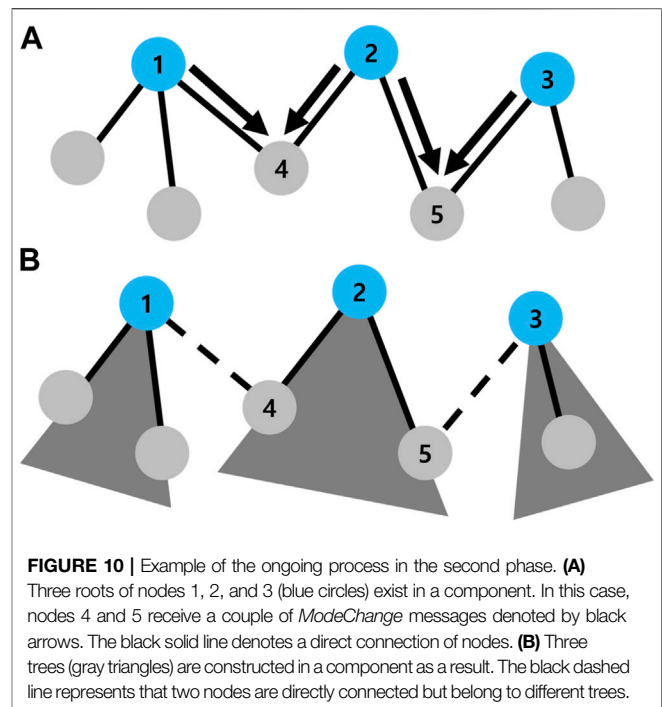 A
1
2
3
4
5
B
1
2
3
4
5
FIGURE 10 | Example of the ongoing process in the second phase. (A)
Three roots of nodes 1, 2, and 3 (blue circles) exist in a component. In this case,
nodes 4 and 5 receive a couple of ModeChange messages denoted by black
arrows. The black solid line denotes a direct connection of nodes. (B) Three
trees (gray triangles) are constructed in a component as a result. The black dashed
line represents that two nodes are directly connected but belong to different trees.